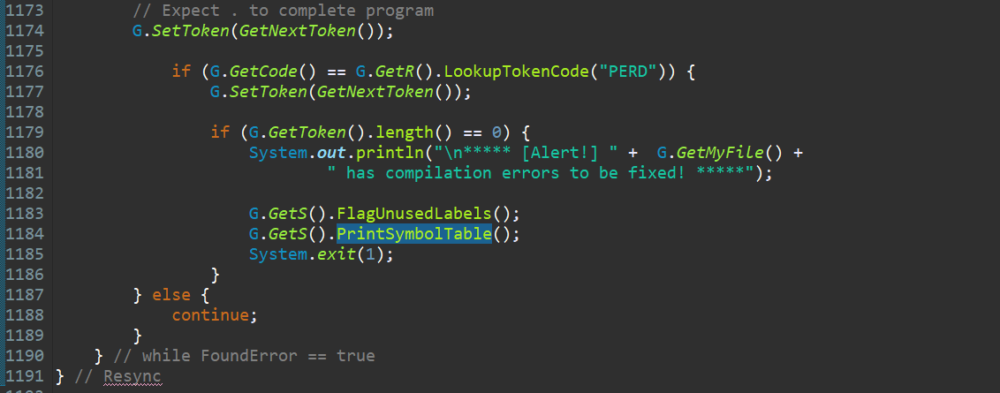 1173 // Expect . to complete program
1174 G.SetToken(GetNextToken());
1175
1176 if (G.GetCode() == G.GetR().LookupTokenCode("PERD")) {
1177 G.SetToken(GetNextToken());
1178
1179 if (G.GetToken().length() == 0) {
1180 System.out.println("\n***** [Alert!] " + G.GetMyFile() +
1181 " has compilation errors to be fixed! *****");
1182
1183 G.GetS().FlagUnusedLabels();
1184 G.GetS().PrintSymbolTable();
1185 System.exit(1);
1186 }
1187 } else {
1188 continue;
1189 }
1190 } // while FoundError == true
1191 } // Resync